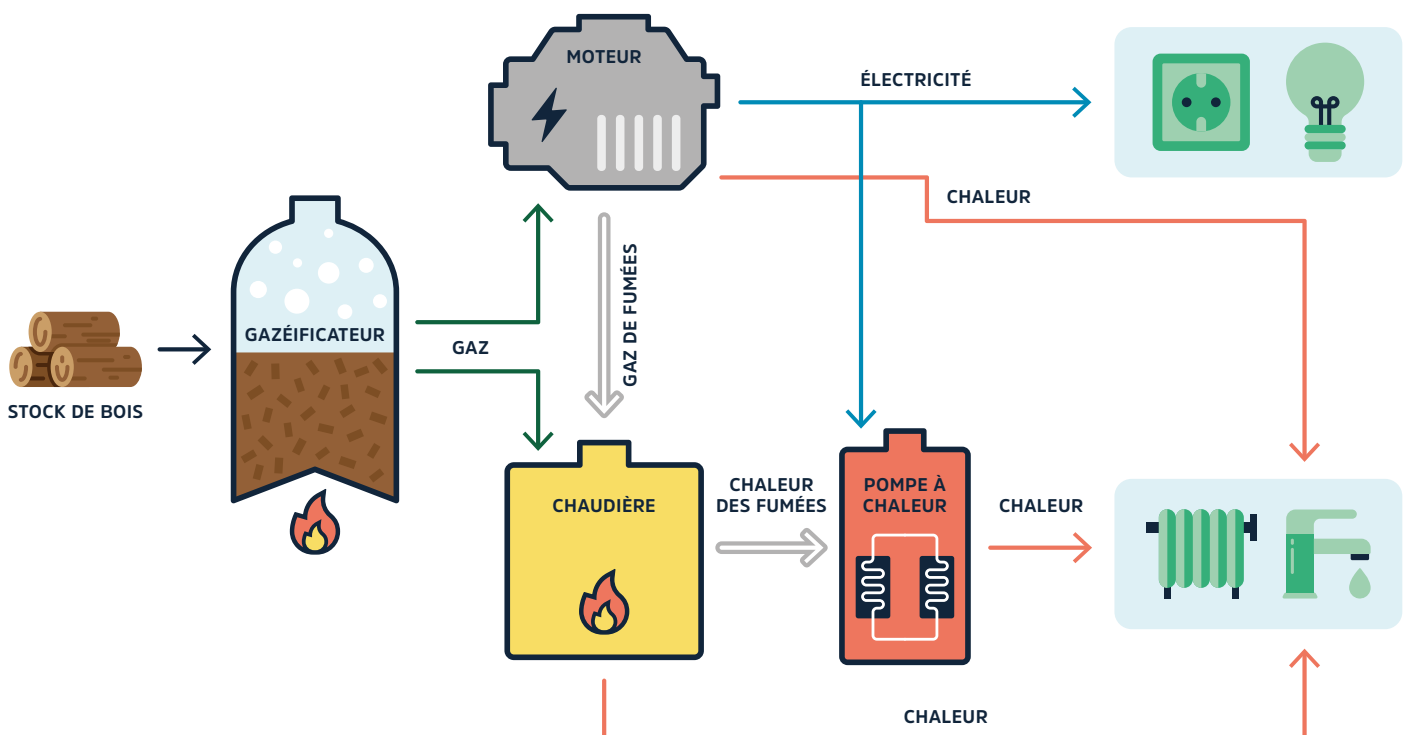 MOTEUR
ÉLECTRICITÉ
CHALEUR
GAZ DE FUMÉES
GAZÉIFICATEUR
GAZ
STOCK DE BOIS
CHAUDIÈRE
CHALEUR
DES FUMÉES
POMPE À
CHALEUR
CHALEUR
CHALEUR